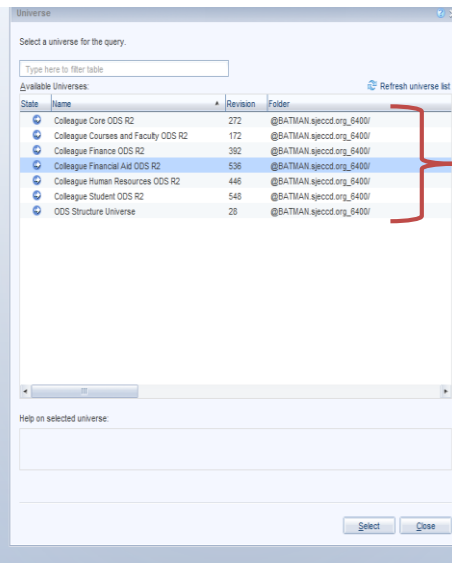 Universe
Select a universe for the query.
Type here to filter table
Available Universes: Refresh universe list
State Name Revision Folder
Colleague Core ODS R2 272 @BATMAN.sjeccd.org_6400/
Colleague Courses and Faculty ODS R2 172 @BATMAN.sjeccd.org_6400/
Colleague Finance ODS R2 392 @BATMAN.sjeccd.org_6400/
Colleague Financial Aid ODS R2 536 @BATMAN.sjeccd.org_6400/
Colleague Human Resources ODS R2 446 @BATMAN.sjeccd.org_6400/
Colleague Student ODS R2 548 @BATMAN.sjeccd.org_6400/
ODS Structure Universe 28 @BATMAN.sjeccd.org_6400/
Help on selected universe:
Select Close